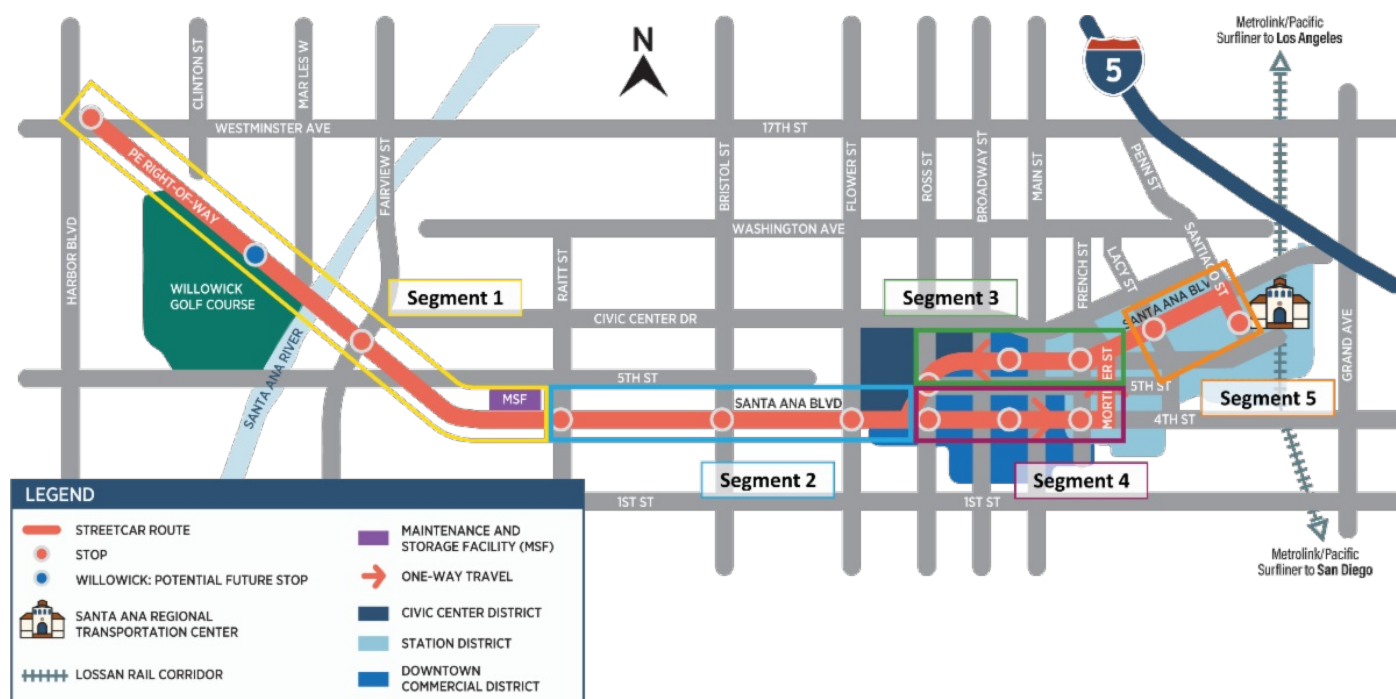 Metrolink/Pacific
Surfliner to Los Angeles
N
5
CLINTON ST
MAR LES W
WESTMINSTER AVE
17TH ST
PE RIGHT-OF-WAY
FAIRVIEW ST
BRISTOL ST
FLOWER ST
ROSS ST
BROADWAY ST
MAIN ST
PENN ST
HARBOR BLVD
WASHINGTON AVE
RAITT ST
FRENCH ST
LACY ST
SANTIAGO ST
WILLOWICK
GOLF COURSE
Segment 1
Segment 3
SANTA ANA RIVER
CIVIC CENTER DR
SANTA ANA BLV
GRAND AVE
5TH ST
5TH ST
MSF
SANTA ANA BLVD
4TH ST
Segment 5
Segment 2
Segment 4
1ST ST
1ST ST
Metrolink/Pacific
Surfliner to San Diego
LEGEND
STREETCAR ROUTE
STOP
WILLOWICK: POTENTIAL FUTURE STOP
SANTA ANA REGIONAL
TRANSPORTATION CENTER
LOSSAN RAIL CORRIDOR
MAINTENANCE AND
STORAGE FACILITY (MSF)
ONE-WAY TRAVEL
CIVIC CENTER DISTRICT
STATION DISTRICT
DOWNTOWN
COMMERCIAL DISTRICT